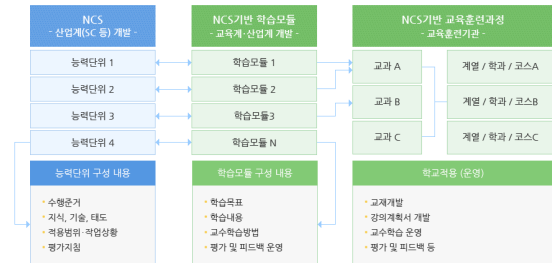 NCS
- 산업계(SC 등) 개발 -
능력단위 1
능력단위 2
능력단위 3
능력단위 4
능력단위 구성 내용
• 수행준거
• 지식, 기술, 태도
• 적용범위·작업상황
• 평가지침
NCS기반 학습모듈
- 교육계·산업계 개발 -
학습모듈 1
학습모듈 2
학습모듈3
학습모듈 N
학습모듈 구성 내용
• 학습목표
• 학습내용
• 교수학습방법
• 평가 및 피드백 운영
NCS기반 교육훈련과정
- 교육훈련기관 -
교과 A
계열 / 학과 / 코스A
교과 B
계열 / 학과 / 코스B
교과 C
계열 / 학과 / 코스C
학교적용 (운영)
• 교재개발
• 강의계획서 개발
• 교수학습 운영
• 평가 및 피드백 등